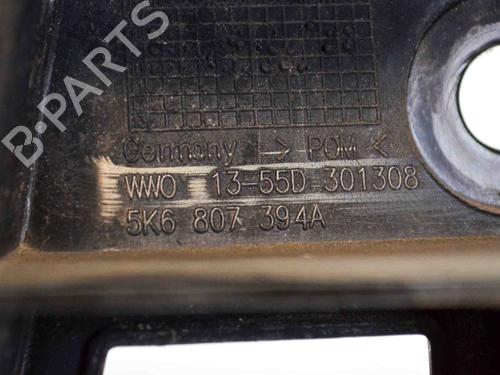 B-PARTS
Germany >POM<
WWO 13-55D 301308
5K6 807 394A